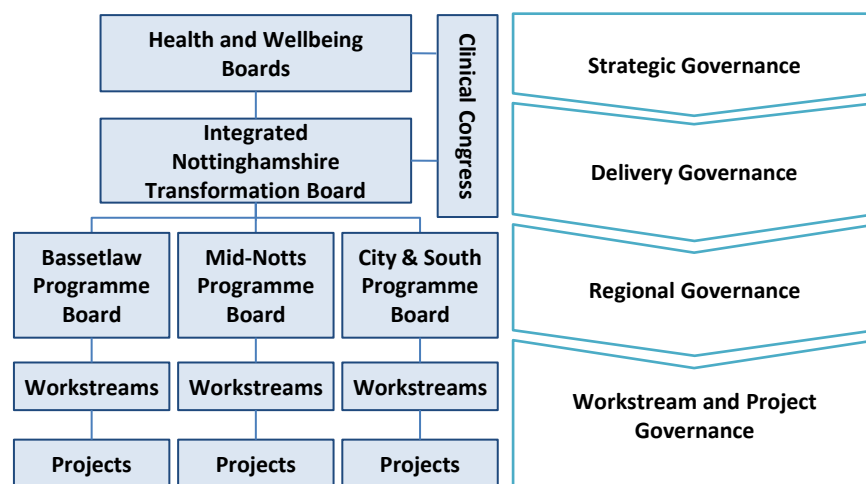 Health and Wellbeing
Boards
Clinical Congress
Strategic Governance
Integrated
Nottinghamshire
Transformation Board
Delivery Governance
Bassetlaw
Programme
Board
Mid-Notts
Programme
Board
City & South
Programme
Board
Regional Governance
Workstreams
Workstreams
Workstreams
Workstream and Project
Governance
Projects
Projects
Projects